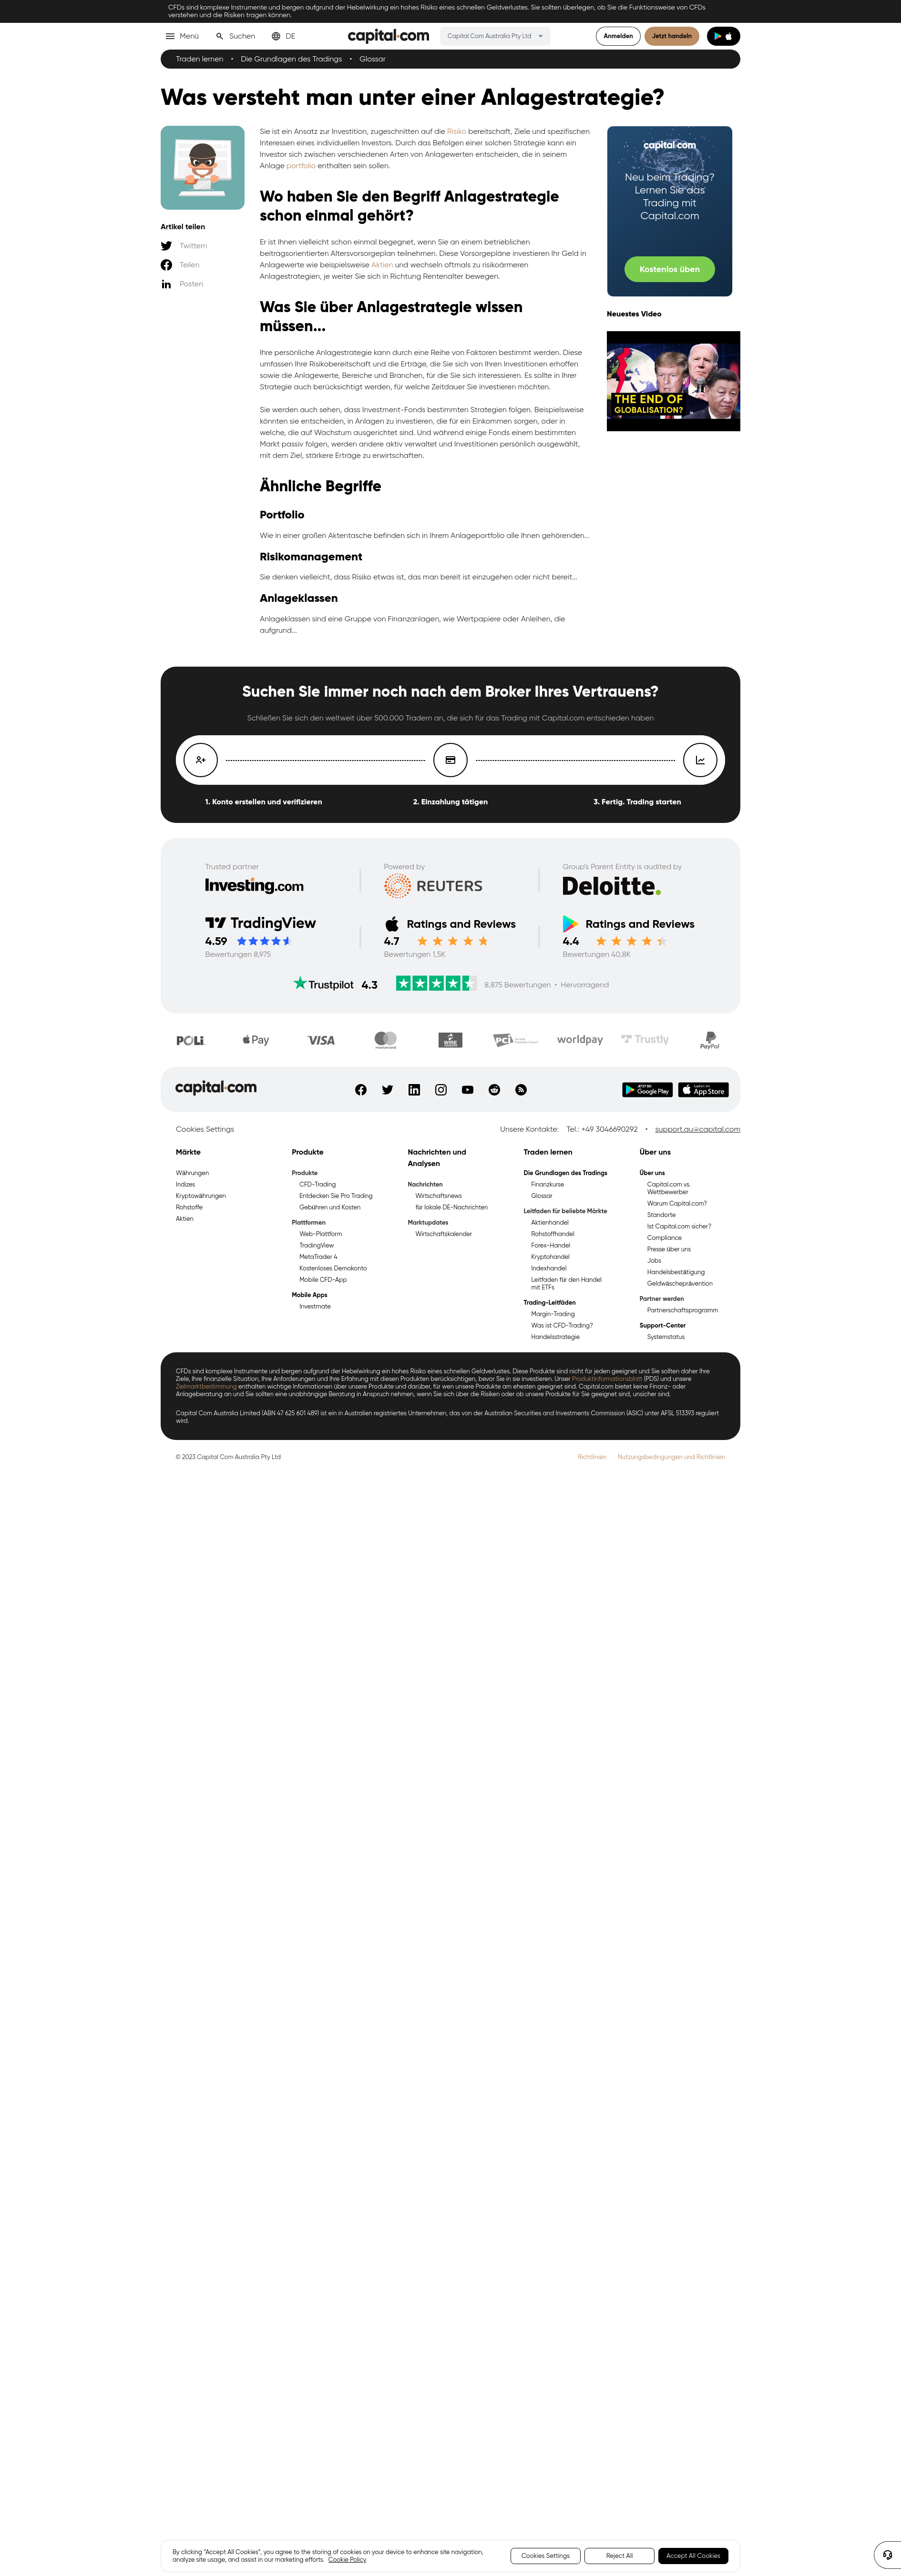 CFDs sind komplexe Instrumente und bergen aufgrund der Hebelwirkung ein hohes Risiko eines schnellen Geldverlustes. Sie sollten überlegen, ob Sie die Funktionsweise von CFDs
verstehen und die Risiken tragen können.
Menü Suchen DE capital.com Capital Com Australia Pty Ltd Anmelden Jetzt handeln
Traden lernen • Die Grundlagen des Tradings • Glossar
Was versteht man unter einer Anlagestrategie?
Artikel teilen
Twittern
Teilen
Posten
Sie ist ein Ansatz zur Investition, zugeschnitten auf die Risiko bereitschaft, Ziele und spezifischen
Interessen eines individuellen Investors. Durch das Befolgen einer solchen Strategie kann ein
Investor sich zwischen verschiedenen Arten von Anlagewerten entscheiden, die in seinem
Anlage portfolio enthalten sein sollen.
Wo haben Sie den Begriff Anlagestrategie
schon einmal gehört?
Er ist Ihnen vielleicht schon einmal begegnet, wenn Sie an einem betrieblichen
beitragsorientierten Altersvorsorgeplan teilnehmen. Diese Vorsorgepläne investieren Ihr Geld in
Anlagewerte wie beispielsweise Aktien und wechseln oftmals zu risikoärmeren
Anlagestrategien, je weiter Sie sich in Richtung Rentenalter bewegen.
Was Sie über Anlagestrategie wissen
müssen...
Ihre persönliche Anlagestrategie kann durch eine Reihe von Faktoren bestimmt werden. Diese
umfassen Ihre Risikobereitschaft und die Erträge, die Sie sich von Ihren Investitionen erhoffen
sowie die Anlagewerte, Bereiche und Branchen, für die Sie sich interessieren. Es sollte in Ihrer
Strategie auch berücksichtigt werden, für welche Zeitdauer Sie investieren möchten.
Sie werden auch sehen, dass Investment-Fonds bestimmten Strategien folgen. Beispielsweise
könnten sie entscheiden, in Anlagen zu investieren, die für ein Einkommen sorgen, oder in
welche, die auf Wachstum ausgerichtet sind. Und während einige Fonds einem bestimmten
Markt passiv folgen, werden andere aktiv verwaltet und Investitionen persönlich ausgewählt,
mit dem Ziel, stärkere Erträge zu erwirtschaften.
Ähnliche Begriffe
Portfolio
Wie in einer großen Aktentasche befinden sich in Ihrem Anlageportfolio alle Ihnen gehörenden...
Risikomanagement
Sie denken vielleicht, dass Risiko etwas ist, das man bereit ist einzugehen oder nicht bereit...
Anlageklassen
Anlageklassen sind eine Gruppe von Finanzanlagen, wie Wertpapiere oder Anleihen, die
aufgrund...
capital.com
Neu beim Trading?
Lernen Sie das
Trading mit
Capital.com
Kostenlos üben
Neuestes Video
THE END OF
GLOBALISATION?
Suchen Sie immer noch nach dem Broker Ihres Vertrauens?
Schließen Sie sich den weltweit über 500.000 Tradern an, die sich für das Trading mit Capital.com entschieden haben
1. Konto erstellen und verifizieren 2. Einzahlung tätigen 3. Fertig. Trading starten
Trusted partner Powered by Group's Parent Entity is audited by
Investing.com REUTERS Deloitte.
TradingView Ratings and Reviews Ratings and Reviews
4.59 4.7 4.4
Bewertungen 8,975 Bewertungen 1,5K Bewertungen 40,8K
Trustpilot 4.3 8,875 Bewertungen • Hervorragend
POLi Pay VISA mastercard WIRE PCI worldpay Trustly PayPal
capital.com JETZT BEI Google Play Laden im App Store
Cookies Settings Unsere Kontakte: Tel.: +49 3046690292 • support.au@capital.com
Märkte
Währungen
Indizes
Kryptowährungen
Rohstoffe
Aktien
Produkte
Produkte
CFD-Trading
Entdecken Sie Pro Trading
Gebühren und Kosten
Plattformen
Web-Plattform
TradingView
MetaTrader 4
Kostenloses Demokonto
Mobile CFD-App
Mobile Apps
Investmate
Nachrichten und
Analysen
Nachrichten
Wirtschaftsnews
für lokale DE-Nachrichten
Marktupdates
Wirtschaftskalender
Traden lernen
Die Grundlagen des Tradings
Finanzkurse
Glossar
Leitfaden für beliebte Märkte
Aktienhandel
Rohstoffhandel
Forex-Handel
Kryptohandel
Indexhandel
Leitfaden für den Handel
mit ETFs
Trading-Leitfäden
Margin-Trading
Was ist CFD-Trading?
Handelsstrategie
Über uns
Über uns
Capital.com vs.
Wettbewerber
Warum Capital.com?
Standorte
Ist Capital.com sicher?
Compliance
Presse über uns
Jobs
Handelsbestätigung
Geldwäscheprävention
Partner werden
Partnerschaftsprogramm
Support-Center
Systemstatus
CFDs sind komplexe Instrumente und bergen aufgrund der Hebelwirkung ein hohes Risiko eines schnellen Geldverlustes. Diese Produkte sind nicht für jeden geeignet und Sie sollten daher Ihre
Ziele, Ihre finanzielle Situation, Ihre Anforderungen und Ihre Erfahrung mit diesen Produkten berücksichtigen, bevor Sie in sie investieren. Unser Produktinformationsblatt (PDS) und unsere
Zielmarktbestimmung enthalten wichtige Informationen über unsere Produkte und darüber, für wen unsere Produkte am ehesten geeignet sind. Capital.com bietet keine Finanz- oder
Anlageberatung an und Sie sollten eine unabhängige Beratung in Anspruch nehmen, wenn Sie sich über die Risiken oder ob unsere Produkte für Sie geeignet sind, unsicher sind.
Capital Com Australia Limited (ABN 47 625 601 489) ist ein in Australien registriertes Unternehmen, das von der Australian Securities and Investments Commission (ASIC) unter AFSL 513393 reguliert
wird.
© 2023 Capital Com Australia Pty Ltd Richtlinien Nutzungsbedingungen und Richtlinien
By clicking "Accept All Cookies", you agree to the storing of cookies on your device to enhance site navigation,
analyze site usage, and assist in our marketing efforts. Cookie Policy
Cookies Settings Reject All Accept All Cookies